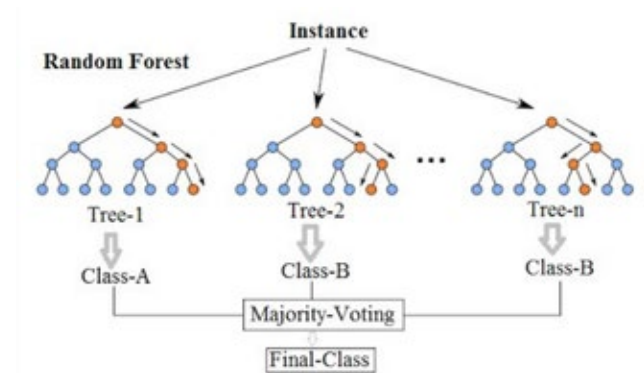 Instance
Random Forest
...
Tree-1
Tree-2
Tree-n
Class-A
Class-B
Class-B
Majority-Voting
Final-Class